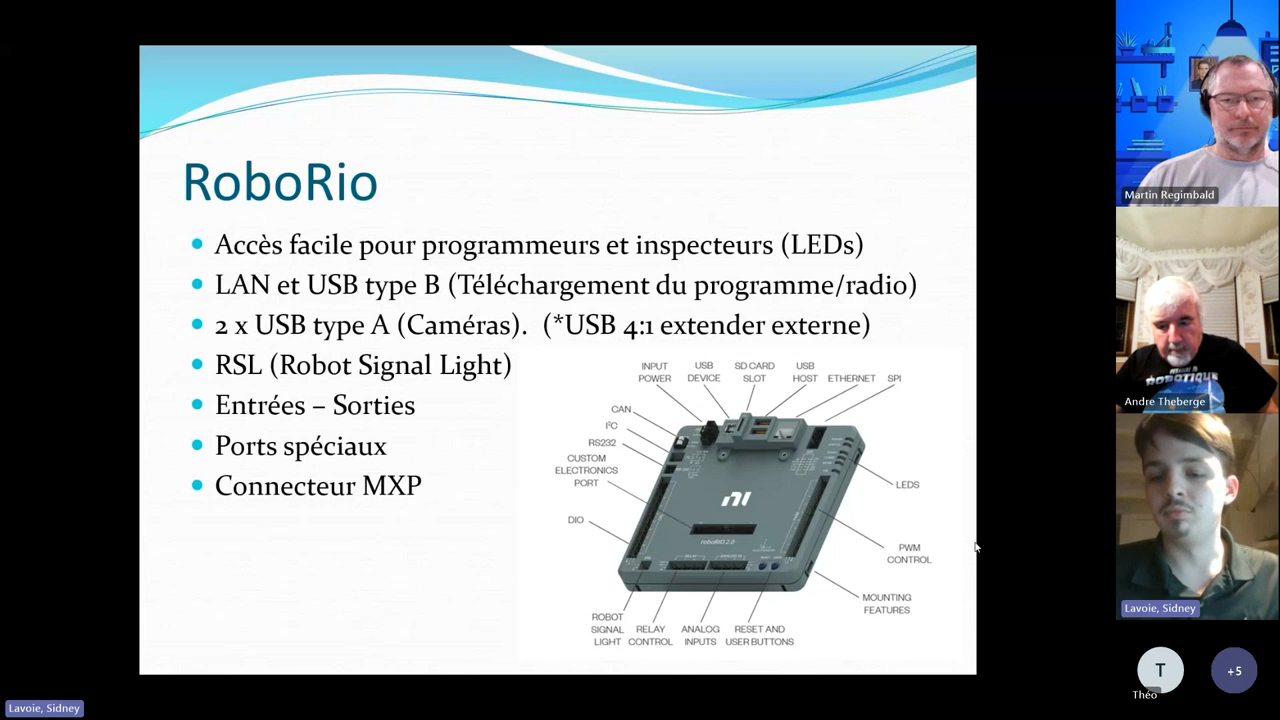 RoboRio
Accès facile pour programmeurs et inspecteurs (LEDs)
LAN et USB type B (Téléchargement du programme/radio)
2 x USB type A (Caméras).  (*USB 4:1 extender externe)
RSL (Robot Signal Light)
Entrées – Sorties
Ports spéciaux
Connecteur MXP
INPUT
POWER
USB
DEVICE
SD CARD
SLOT
USB
HOST
ETHERNET
SPI
CAN
I²C
RS232
CUSTOM
ELECTRONICS
PORT
DIO
LEDS
PWM
CONTROL
MOUNTING
FEATURES
ROBOT
SIGNAL
LIGHT
RELAY
CONTROL
ANALOG
INPUTS
RESET AND
USER BUTTONS
roboRIO 2.0
Martin Regimbald
ROBOTIQUE
Andre Theberge
Lavoie, Sidney
T
Théo
+5
Lavoie, Sidney